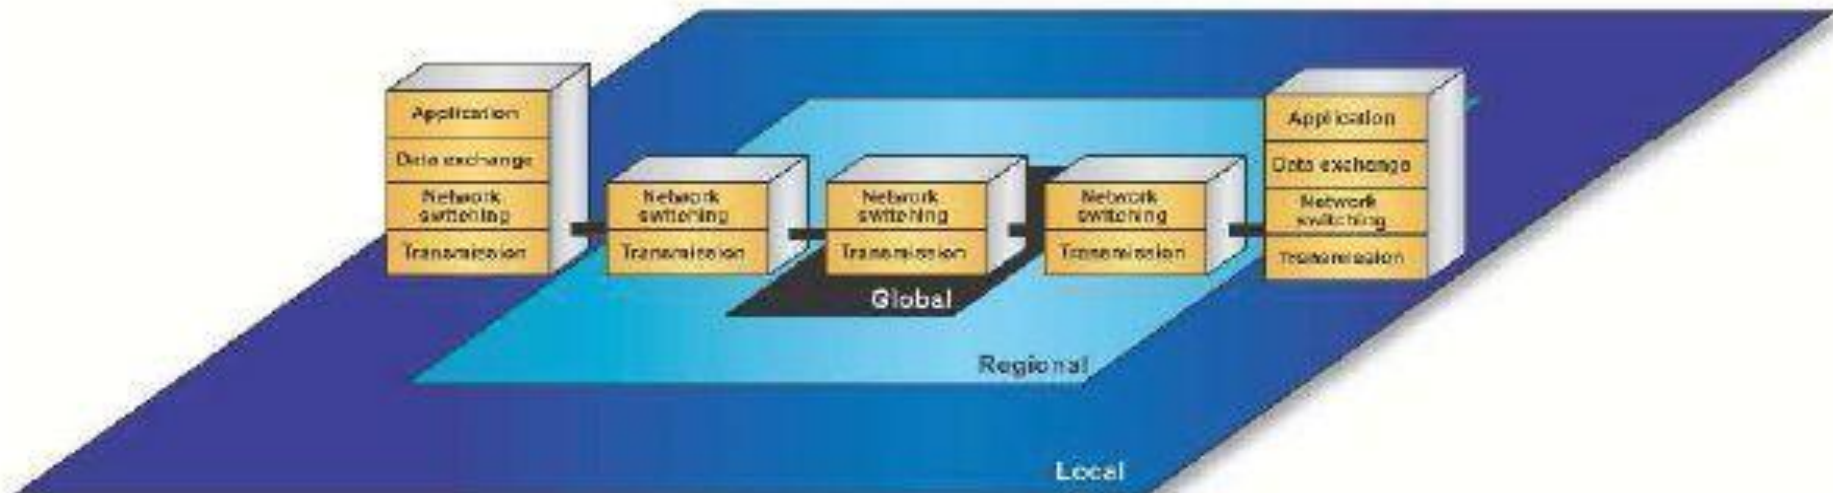 Application
Data exchange
Network
switching
Transmission
Network
switching
Transmission
Network
switching
Transmission
Network
switching
Transmission
Application
Data exchange
Network
switching
Transmission
Global
Regional
Local